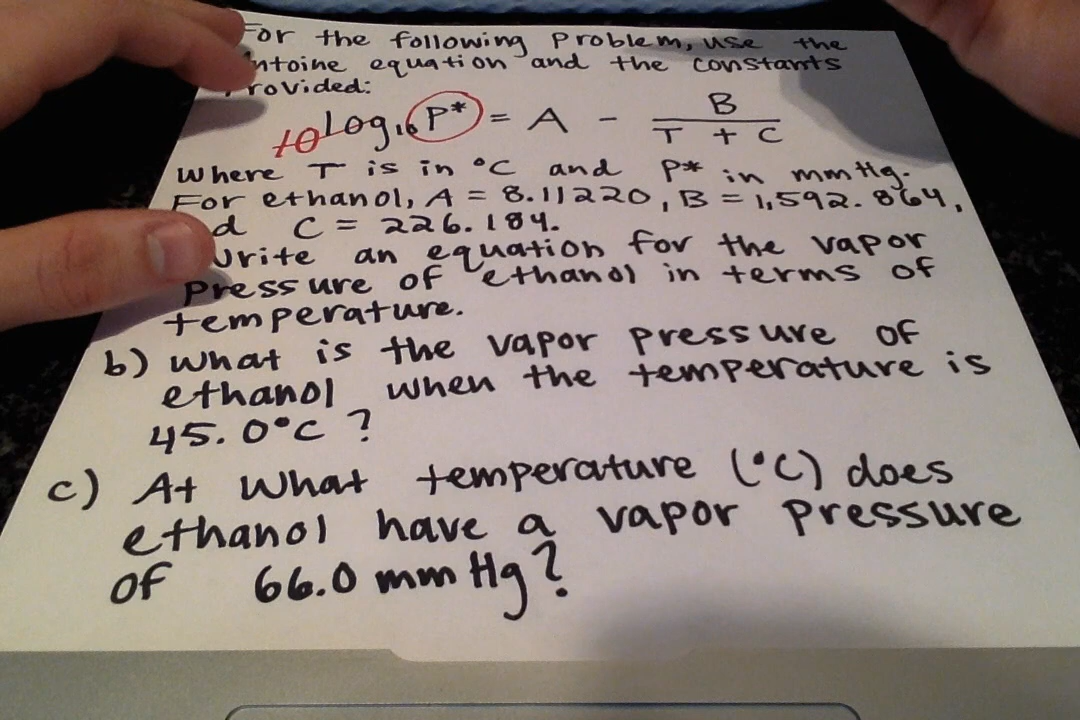 For the following problem, use the
ntoine equation and the constants
rovided:
10 Log10 P* = A - B / T + C
Where T is in °C and P* in mmHg.
For ethanol, A = 8.11220, B = 1,592.864,
d C = 226.184.
Write an equation for the vapor
pressure of ethanol in terms of
temperature.
b) What is the vapor pressure of
ethanol when the temperature is
45.0°C ?
c) At What temperature (°C) does
ethanol have a vapor pressure
of 66.0 mm Hg?